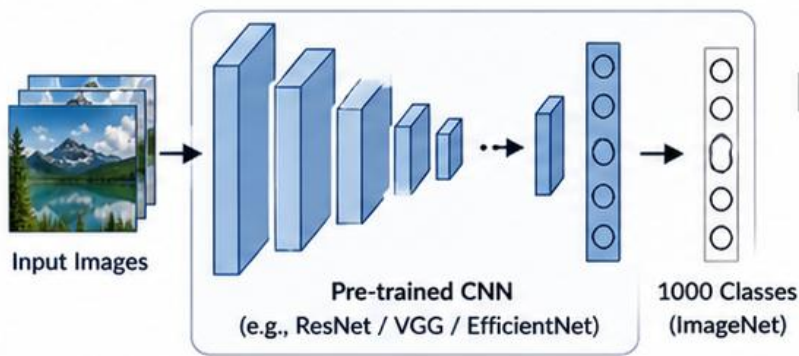 Input Images
Pre-trained CNN
(e.g., ResNet / VGG / EfficientNet)
1000 Classes
(ImageNet)